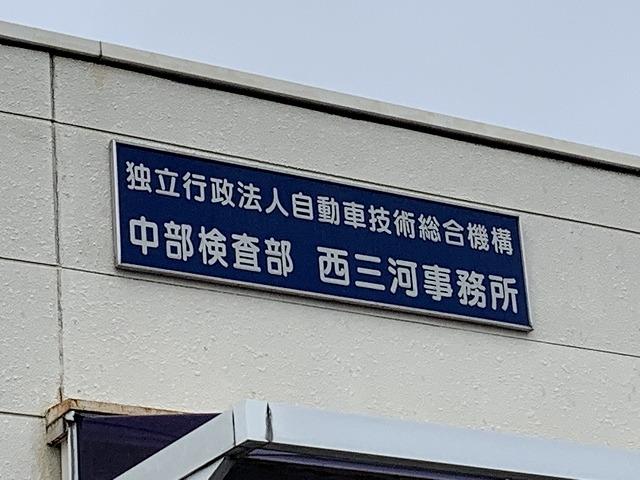 独立行政法人自動車技術総合機構
中部検査部 西三河事務所